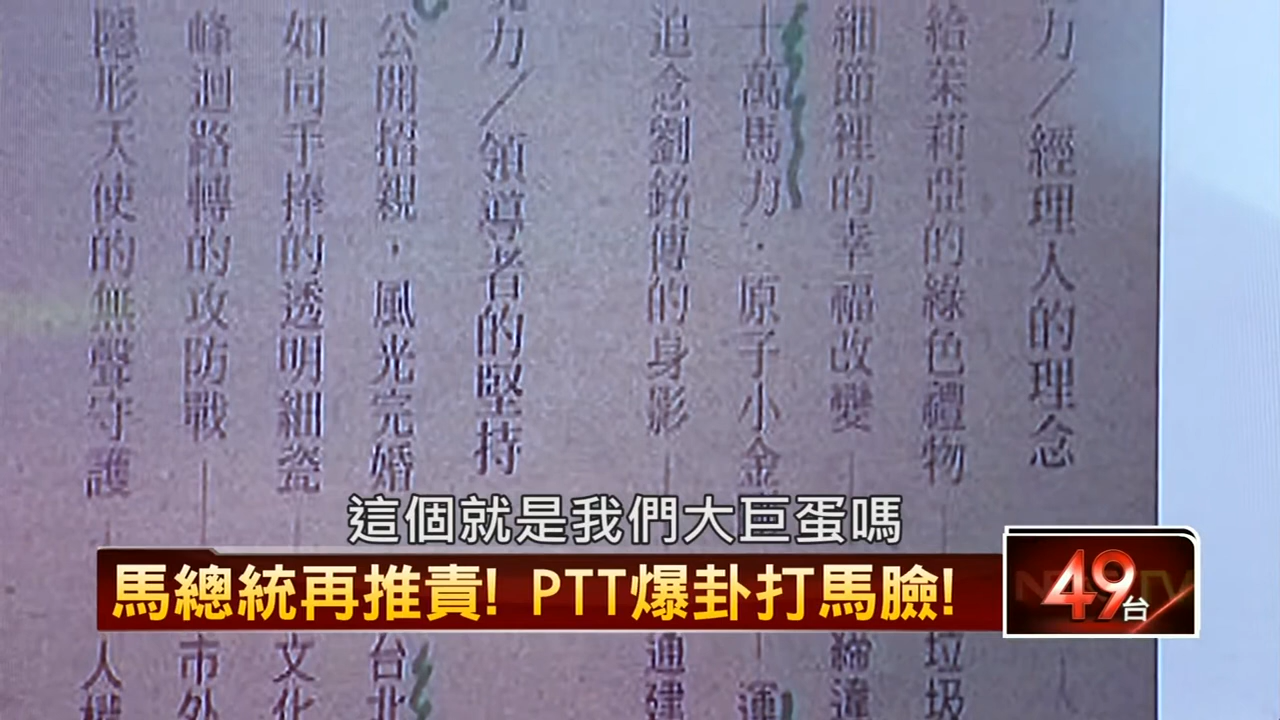 力／經理人的理念
給茱莉亞的綠色禮物
垃圾
細節裡的幸福改變
締違
十萬馬力．原子小金
運
追念劉銘傳的身影
通建
力／領導者的堅持
公開招親，風光完婚
台北
如同手捧的透明細瓷
文化
峰迴路轉的攻防戰
市外
隱形天使的無聲守護
人權
這個就是我們大巨蛋嗎
馬總統再推責! PTT爆卦打馬臉!
49台